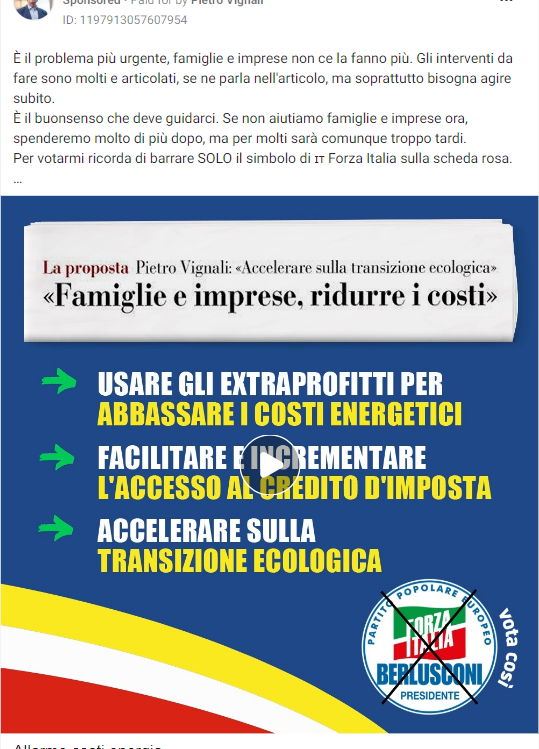 Sponsored • Paid for by Pietro Vignali
ID: 1197913057607954
È il problema più urgente, famiglie e imprese non ce la fanno più. Gli interventi da
fare sono molti e articolati, se ne parla nell'articolo, ma soprattutto bisogna agire
subito.
È il buonsenso che deve guidarci. Se non aiutiamo famiglie e imprese ora,
spenderemo molto di più dopo, ma per molti sarà comunque troppo tardi.
Per votarmi ricorda di barrare SOLO il simbolo di ɪᴛ Forza Italia sulla scheda rosa.
...
La proposta Pietro Vignali: «Accelerare sulla transizione ecologica»
«Famiglie e imprese, ridurre i costi»
USARE GLI EXTRAPROFITTI PER
ABBASSARE I COSTI ENERGETICI
FACILITARE E INCREMENTARE
L'ACCESSO AL CREDITO D'IMPOSTA
ACCELERARE SULLA
TRANSIZIONE ECOLOGICA
PARTITO POPOLARE EUROPEO
FORZA
ITALIA
BERLUSCONI
PRESIDENTE
vota così
Allarme costi energia